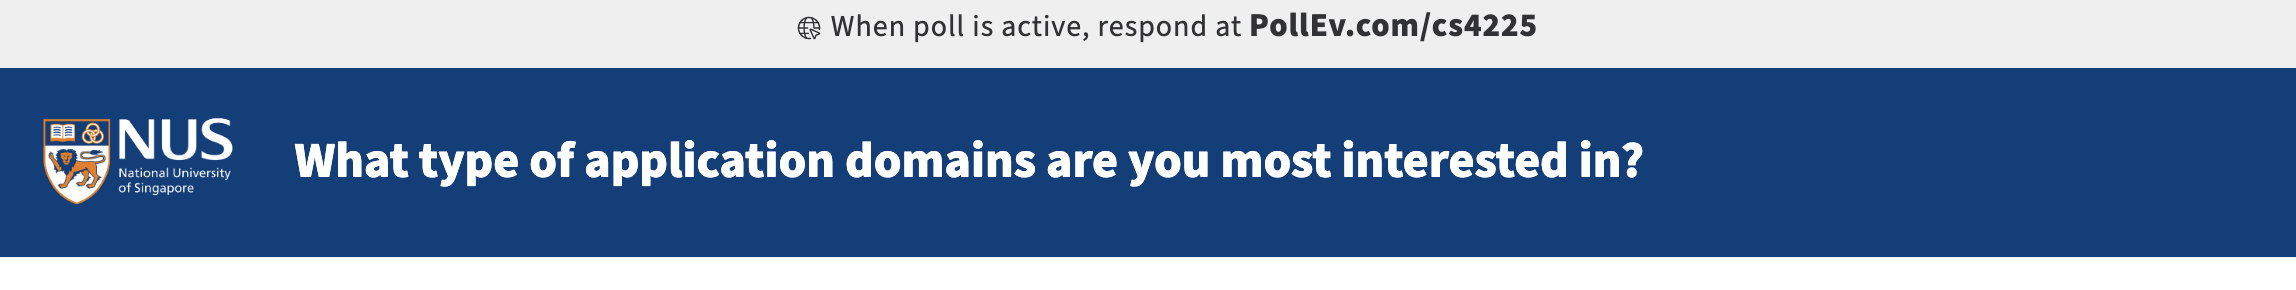 When poll is active, respond at PollEv.com/cs4225
NUS
National University
of Singapore
What type of application domains are you most interested in?